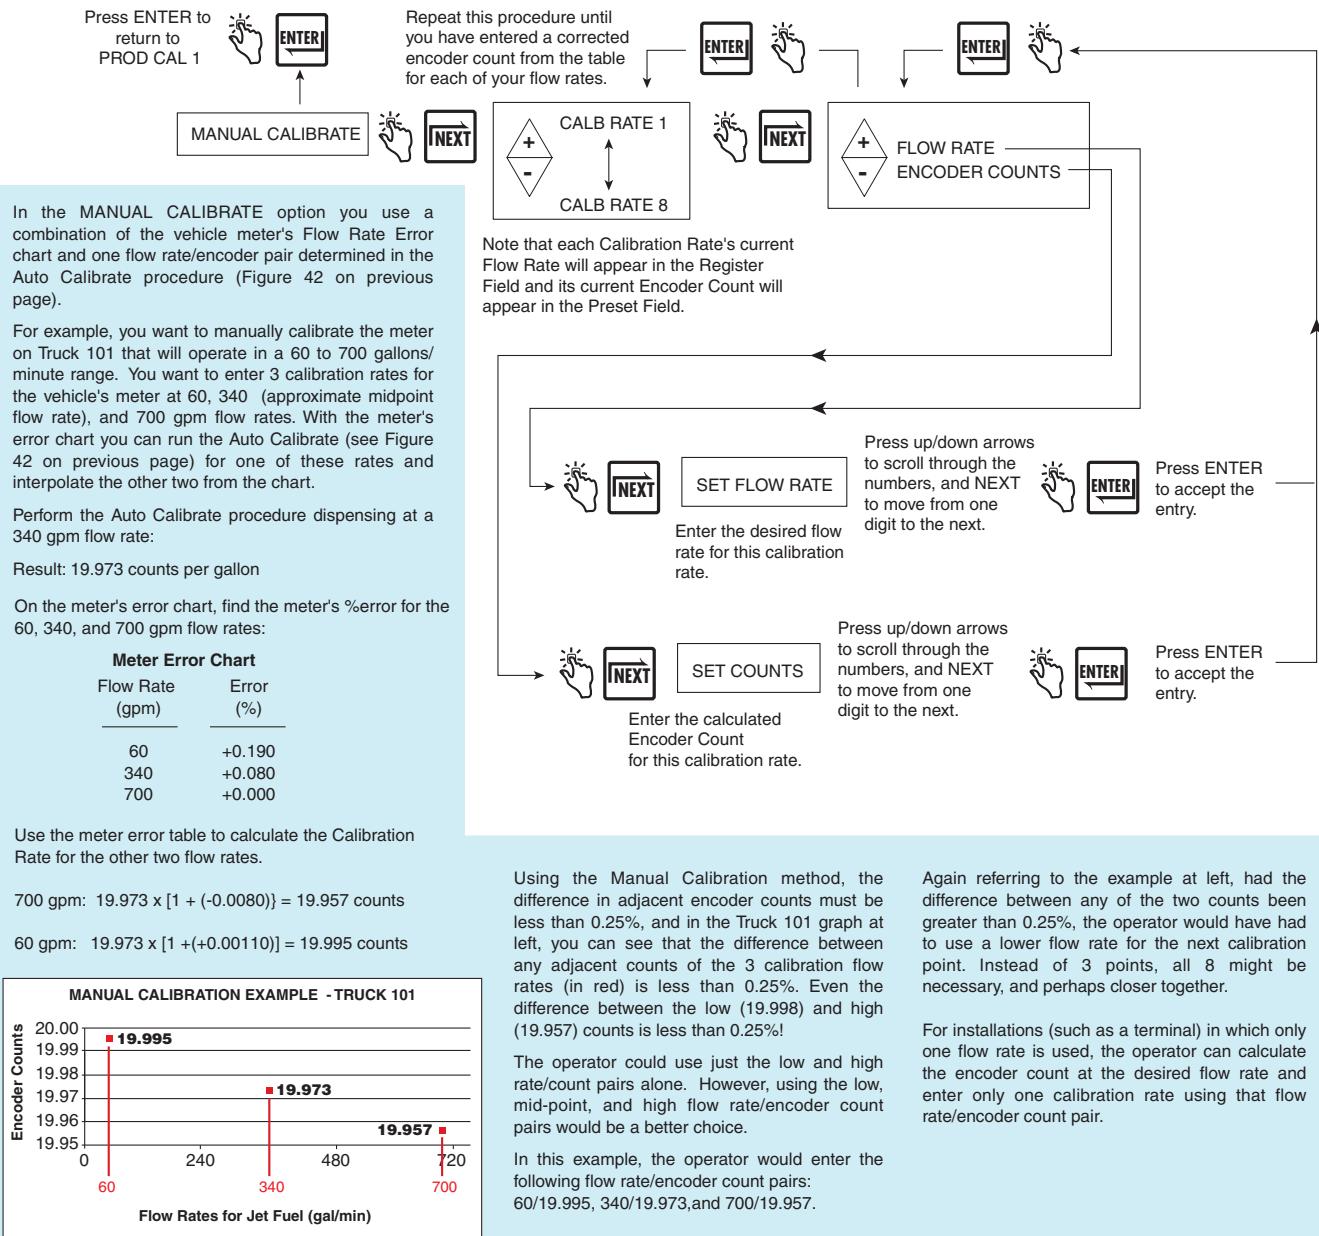 Press ENTER to
return to
PROD CAL 1
ENTER
Repeat this procedure until
you have entered a corrected
encoder count from the table
for each of your flow rates.
ENTER
ENTER
MANUAL CALIBRATE
NEXT
+
-
CALB RATE 1
CALB RATE 8
NEXT
+
-
FLOW RATE
ENCODER COUNTS
Note that each Calibration Rate's current
Flow Rate will appear in the Register
Field and its current Encoder Count will
appear in the Preset Field.
NEXT
SET FLOW RATE
Enter the desired flow
rate for this calibration
rate.
Press up/down arrows
to scroll through the
numbers, and NEXT
to move from one
digit to the next.
ENTER
Press ENTER
to accept the
entry.
NEXT
SET COUNTS
Enter the calculated
Encoder Count
for this calibration rate.
Press up/down arrows
to scroll through the
numbers, and NEXT
to move from one
digit to the next.
ENTER
Press ENTER
to accept the
entry.
In the MANUAL CALIBRATE option you use a
combination of the vehicle meter's Flow Rate Error
chart and one flow rate/encoder pair determined in the
Auto Calibrate procedure (Figure 42 on previous
page).
For example, you want to manually calibrate the meter
on Truck 101 that will operate in a 60 to 700 gallons/
minute range. You want to enter 3 calibration rates for
the vehicle's meter at 60, 340 (approximate midpoint
flow rate), and 700 gpm flow rates. With the meter's
error chart you can run the Auto Calibrate (see Figure
42 on previous page) for one of these rates and
interpolate the other two from the chart.
Perform the Auto Calibrate procedure dispensing at a
340 gpm flow rate:
Result: 19.973 counts per gallon
On the meter's error chart, find the meter's %error for the
60, 340, and 700 gpm flow rates:
Meter Error Chart
Flow Rate Error
(gpm) (%)
60 +0.190
340 +0.080
700 +0.000
Use the meter error table to calculate the Calibration
Rate for the other two flow rates.
700 gpm: 19.973 x [1 + (-0.0080)} = 19.957 counts
60 gpm: 19.973 x [1 +(+0.00110)] = 19.995 counts
MANUAL CALIBRATION EXAMPLE - TRUCK 101
Encoder Counts
20.00
19.99
19.98
19.97
19.96
19.95
19.995
19.973
19.957
0 240 480 720
60 340 700
Flow Rates for Jet Fuel (gal/min)
Using the Manual Calibration method, the
difference in adjacent encoder counts must be
less than 0.25%, and in the Truck 101 graph at
left, you can see that the difference between
any adjacent counts of the 3 calibration flow
rates (in red) is less than 0.25%. Even the
difference between the low (19.998) and high
(19.957) counts is less than 0.25%!
The operator could use just the low and high
rate/count pairs alone. However, using the low,
mid-point, and high flow rate/encoder count
pairs would be a better choice.
In this example, the operator would enter the
following flow rate/encoder count pairs:
60/19.995, 340/19.973,and 700/19.957.
Again referring to the example at left, had the
difference between any of the two counts been
greater than 0.25%, the operator would have had
to use a lower flow rate for the next calibration
point. Instead of 3 points, all 8 might be
necessary, and perhaps closer together.
For installations (such as a terminal) in which only
one flow rate is used, the operator can calculate
the encoder count at the desired flow rate and
enter only one calibration rate using that flow
rate/encoder count pair.